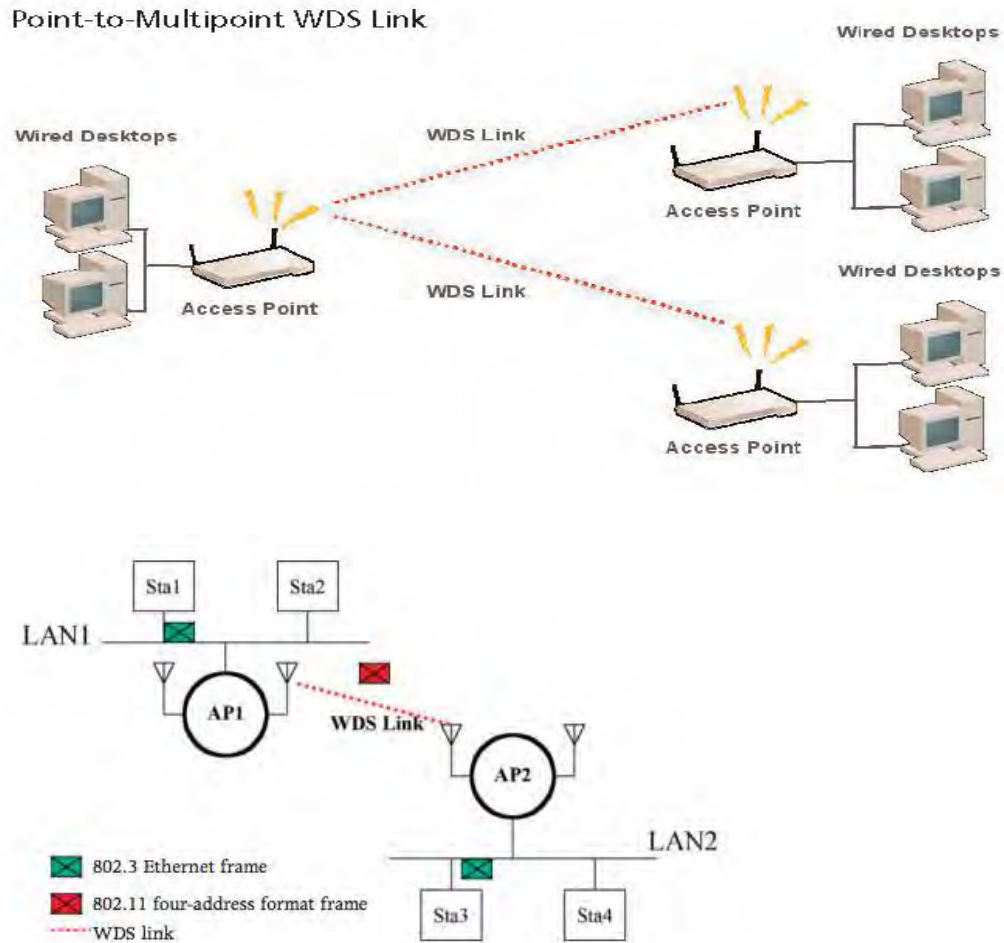 Point-to-Multipoint WDS Link
Wired Desktops
Wired Desktops
WDS Link
Access Point
Wired Desktops
WDS Link
Access Point
Access Point
Sta1
Sta2
LAN1
AP1
WDS Link
AP2
LAN2
802.3 Ethernet frame
802.11 four-address format frame
WDS link
Sta3
Sta4